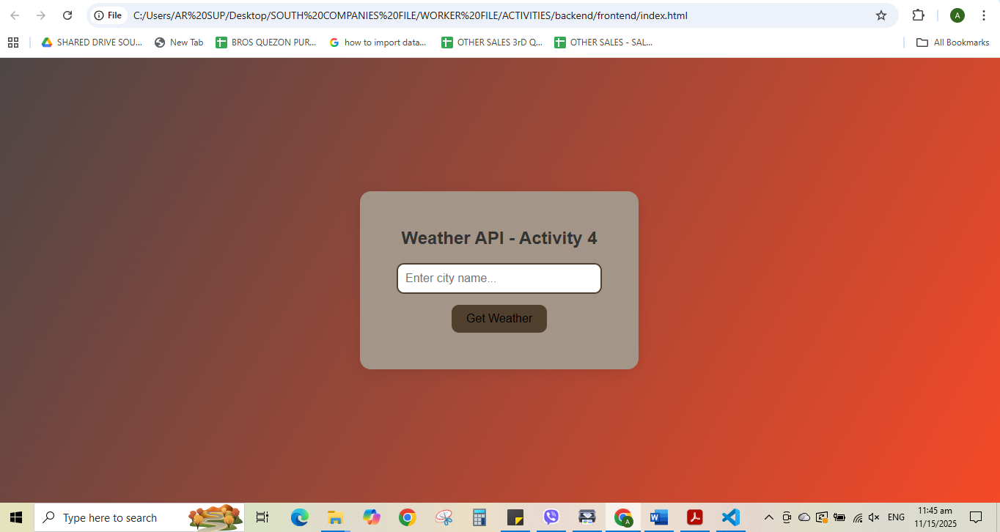 File
C:/Users/AR%20SUP/Desktop/SOUTH%20COMPANIES%20FILE/WORKER%20FILE/ACTIVITIES/backend/frontend/index.html
A
SHARED DRIVE SOU...
New Tab
BROS QUEZON PUR...
how to import data...
OTHER SALES 3rD Q...
OTHER SALES - SAL...
All Bookmarks
Weather API - Activity 4
Enter city name...
Get Weather
Type here to search
A
ENG
11:45 am
11/15/2025